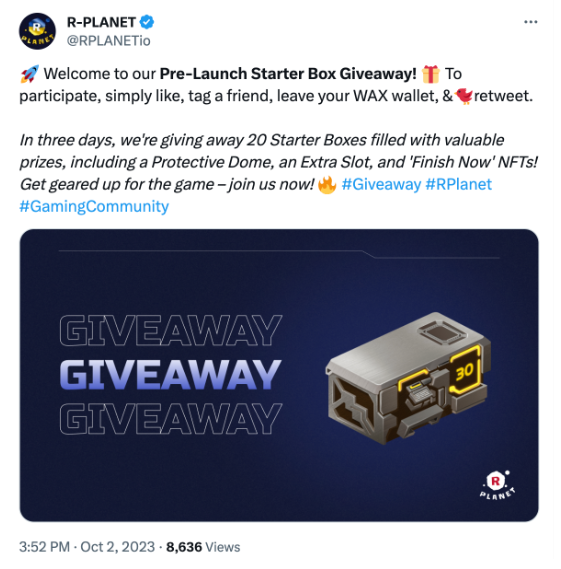 R-PLANET
@RPLANETio
🚀 Welcome to our Pre-Launch Starter Box Giveaway! 🎁 To
participate, simply like, tag a friend, leave your WAX wallet, & 🐦retweet.
In three days, we're giving away 20 Starter Boxes filled with valuable
prizes, including a Protective Dome, an Extra Slot, and 'Finish Now' NFTs!
Get geared up for the game – join us now! 🔥 #Giveaway #RPlanet
#GamingCommunity
GIVEAWAY
GIVEAWAY
GIVEAWAY
30
R
PLANET
3:52 PM · Oct 2, 2023 · 8,636 Views